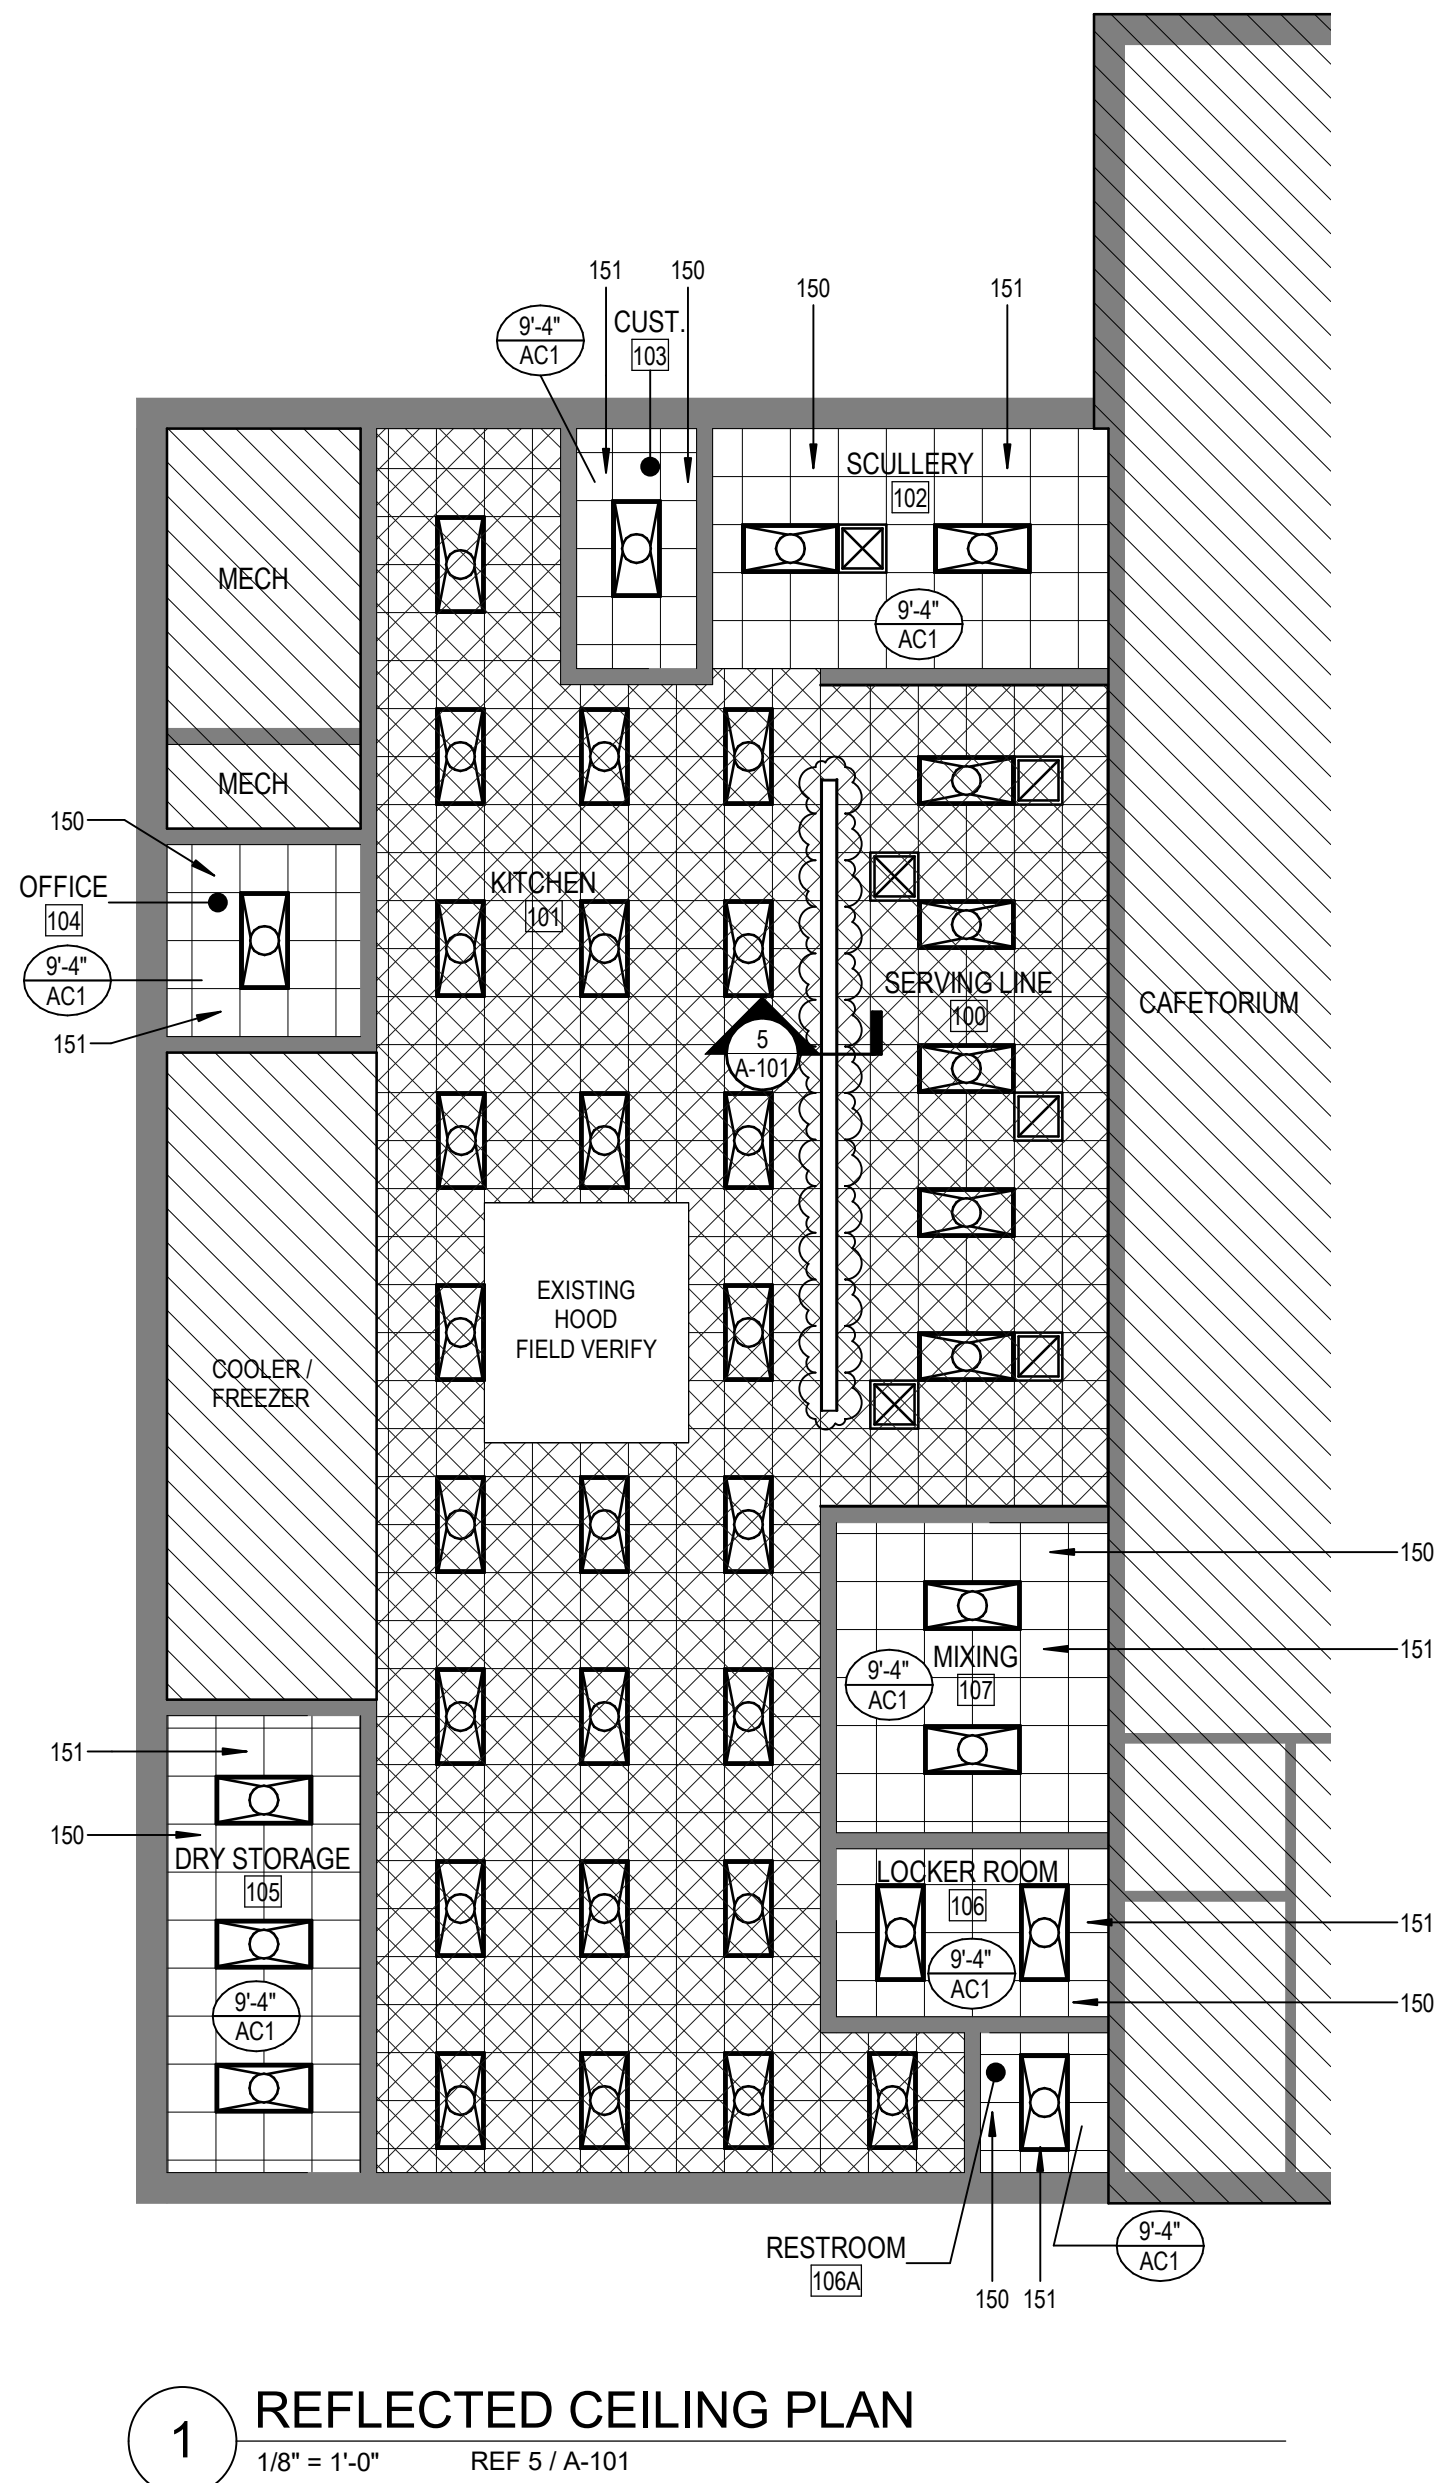 151
150
150
151
9'-4"
AC1
CUST.
103
SCULLERY
102
9'-4"
AC1
MECH
MECH
150
OFFICE
104
9'-4"
AC1
151
KITCHEN
101
SERVING LINE
100
5
A-101
CAFETORIUM
EXISTING
HOOD
FIELD VERIFY
COOLER /
FREEZER
150
MIXING
107
9'-4"
AC1
151
151
150
DRY STORAGE
105
9'-4"
AC1
LOCKER ROOM
106
9'-4"
AC1
151
150
RESTROOM
106A
150
151
9'-4"
AC1
1
REFLECTED CEILING PLAN
1/8" = 1'-0"
REF 5 / A-101